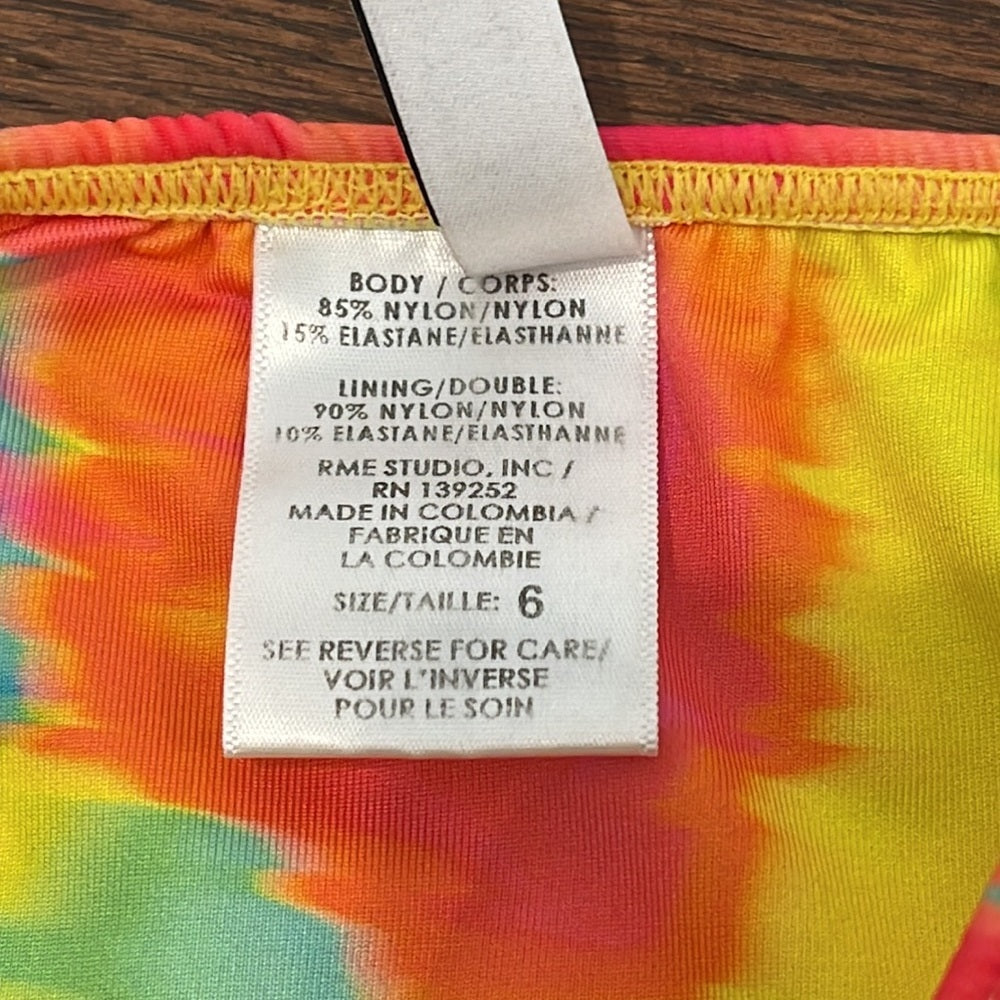 BODY / CORPS:
85% NYLON/NYLON
15% ELASTANE/ELASTHANNE
LINING/DOUBLE:
90% NYLON/NYLON
10% ELASTANE/ELASTHANNE
RME STUDIO, INC /
RN 139252
MADE IN COLOMBIA /
FABRIQUE EN
LA COLOMBIE
SIZE/TAILLE: 6
SEE REVERSE FOR CARE/
VOIR L'INVERSE
POUR LE SOIN